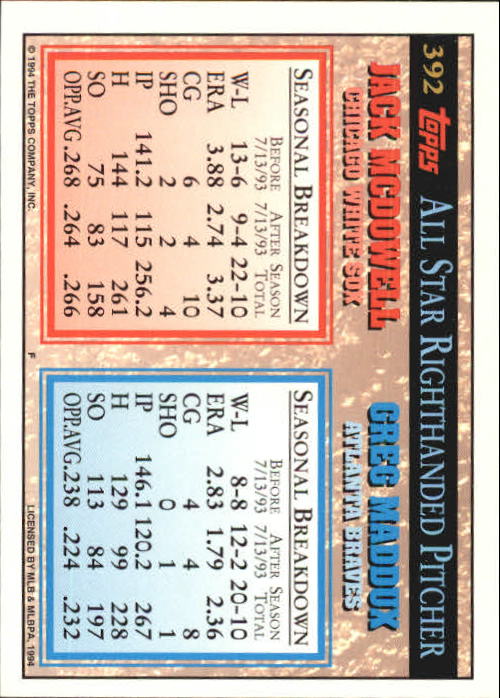 392 Topps ALL STAR RIGHTHANDED PITCHER
JACK MCDOWELL
CHICAGO WHITE SOX
SEASONAL BREAKDOWN
BEFORE AFTER SEASON
7/13/93 7/13/93 TOTAL
W-L 13-6 9-4 22-10
ERA 3.88 2.74 3.37
CG 6 4 10
SHO 2 2 4
IP 141.2 115 256.2
H 144 117 261
SO 75 83 158
OPP.AVG .268 .264 .266
GREG MADDUX
ATLANTA BRAVES
SEASONAL BREAKDOWN
BEFORE AFTER SEASON
7/13/93 7/13/93 TOTAL
W-L 8-8 12-2 20-10
ERA 2.83 1.79 2.36
CG 4 4 8
SHO 0 1 1
IP 146.1 120.2 267
H 129 99 228
SO 113 84 197
OPP.AVG .238 .224 .232
© 1994 THE TOPPS COMPANY, INC. F LICENSED BY MLB & MLBPA, 1994